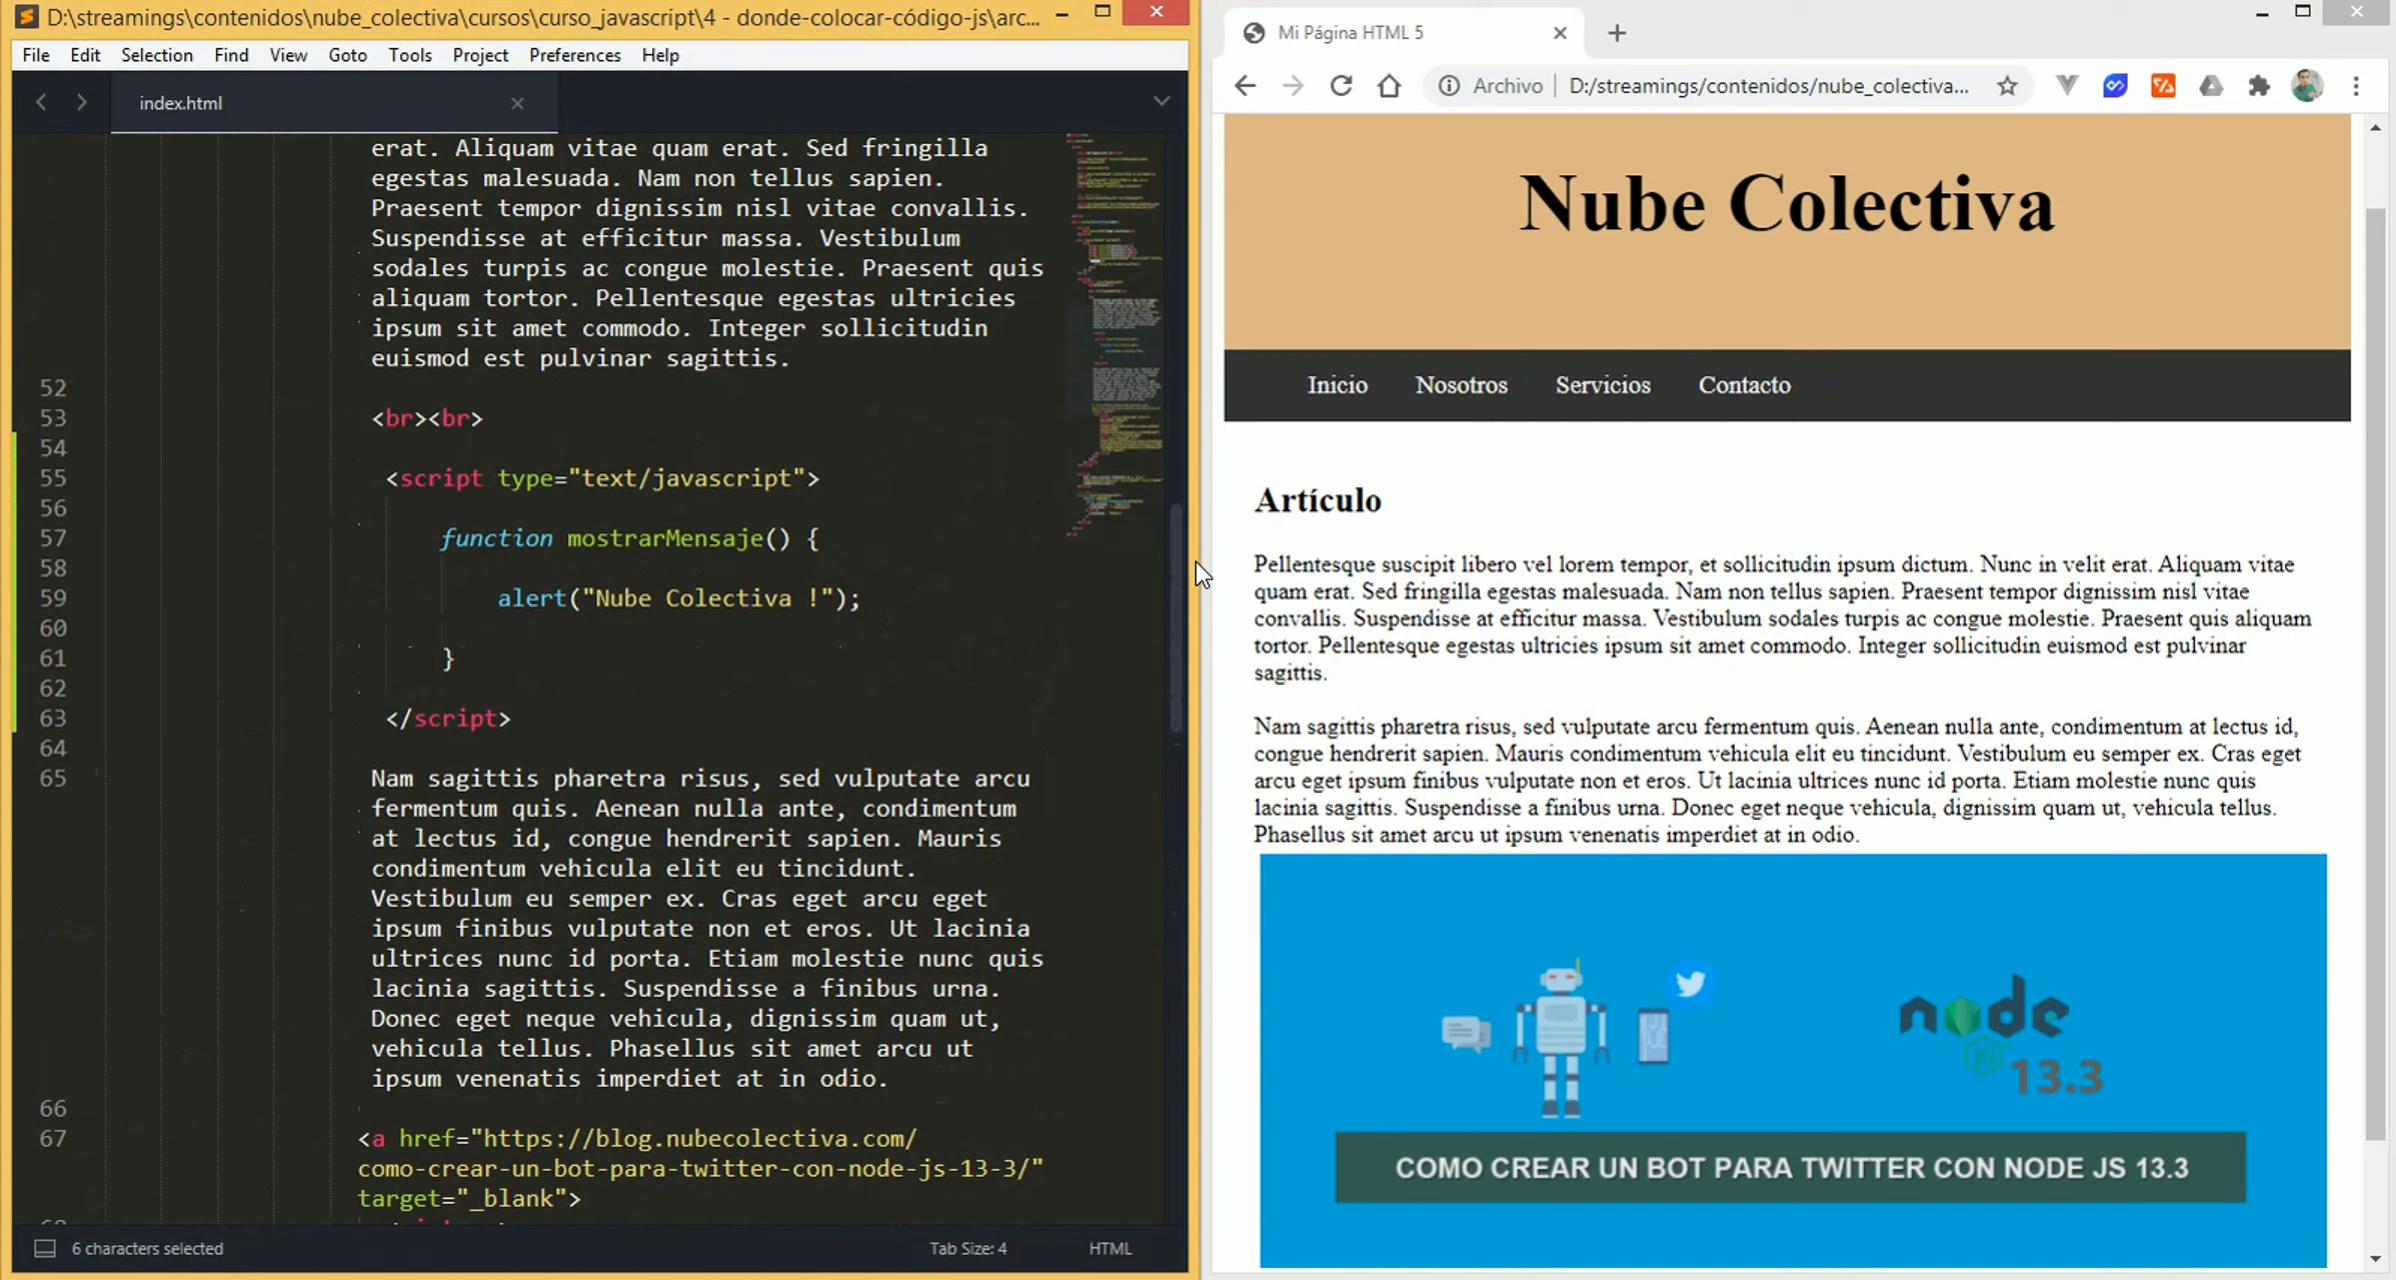 D:\streamings\contenidos\nube_colectiva\cursos\curso_javascript\4 - donde-colocar-código-js\arc...
File Edit Selection Find View Goto Tools Project Preferences Help
index.html
erat. Aliquam vitae quam erat. Sed fringilla
egestas malesuada. Nam non tellus sapien.
Praesent tempor dignissim nisl vitae convallis.
Suspendisse at efficitur massa. Vestibulum
sodales turpis ac congue molestie. Praesent quis
aliquam tortor. Pellentesque egestas ultricies
ipsum sit amet commodo. Integer sollicitudin
euismod est pulvinar sagittis.
52
53 <br><br>
54
55 <script type="text/javascript">
56
57 function mostrarMensaje() {
58
59 alert("Nube Colectiva !");
60
61 }
62
63 </script>
64
65 Nam sagittis pharetra risus, sed vulputate arcu
fermentum quis. Aenean nulla ante, condimentum
at lectus id, congue hendrerit sapien. Mauris
condimentum vehicula elit eu tincidunt.
Vestibulum eu semper ex. Cras eget arcu eget
ipsum finibus vulputate non et eros. Ut lacinia
ultrices nunc id porta. Etiam molestie nunc quis
lacinia sagittis. Suspendisse a finibus urna.
Donec eget neque vehicula, dignissim quam ut,
vehicula tellus. Phasellus sit amet arcu ut
ipsum venenatis imperdiet at in odio.
66
67 <a href="https://blog.nubecolectiva.com/
como-crear-un-bot-para-twitter-con-node-js-13-3/"
target="_blank">
6 characters selected Tab Size: 4 HTML
Mi Página HTML 5
Archivo | D:/streamings/contenidos/nube_colectiva...
Nube Colectiva
Inicio Nosotros Servicios Contacto
Artículo
Pellentesque suscipit libero vel lorem tempor, et sollicitudin ipsum dictum. Nunc in velit erat. Aliquam vitae
quam erat. Sed fringilla egestas malesuada. Nam non tellus sapien. Praesent tempor dignissim nisl vitae
convallis. Suspendisse at efficitur massa. Vestibulum sodales turpis ac congue molestie. Praesent quis aliquam
tortor. Pellentesque egestas ultricies ipsum sit amet commodo. Integer sollicitudin euismod est pulvinar
sagittis.
Nam sagittis pharetra risus, sed vulputate arcu fermentum quis. Aenean nulla ante, condimentum at lectus id,
congue hendrerit sapien. Mauris condimentum vehicula elit eu tincidunt. Vestibulum eu semper ex. Cras eget
arcu eget ipsum finibus vulputate non et eros. Ut lacinia ultrices nunc id porta. Etiam molestie nunc quis
lacinia sagittis. Suspendisse a finibus urna. Donec eget neque vehicula, dignissim quam ut, vehicula tellus.
Phasellus sit amet arcu ut ipsum venenatis imperdiet at in odio.
node
13.3
COMO CREAR UN BOT PARA TWITTER CON NODE JS 13.3